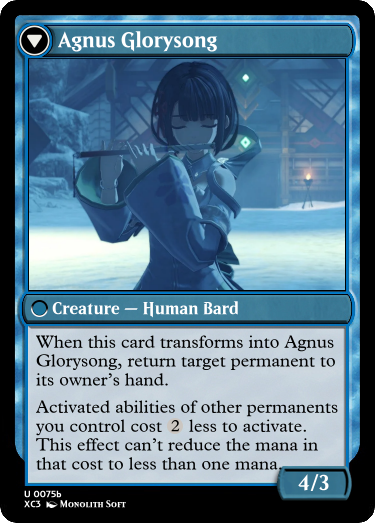 Agnus Glorysong
Creature — Human Bard
When this card transforms into Agnus
Glorysong, return target permanent to
its owner's hand.
Activated abilities of other permanents
you control cost 2 less to activate.
This effect can't reduce the mana in
that cost to less than one mana.
4/3
U 0075b
XC3 Monolith Soft